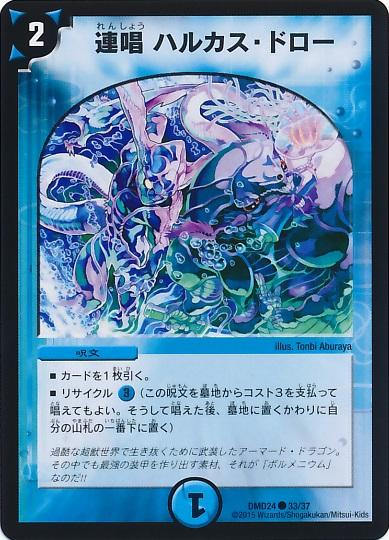 2
れんしょう
連唱 ハルカス・ドロー
illus. Tonbi Aburaya
呪文
■ カードを1枚引く。
■ リサイクル 3 (この呪文を墓地からコスト3を支払って
唱えてもよい。そうして唱えた後、墓地に置くかわりに自
分の山札の一番下に置く)
過酷な超獣世界で生き抜くために武装したアーマード・ドラゴン。
その中でも最強の装甲を作り出す素材、それが「ボルメニウム」な
のだ!!
1
DMD24 ● 33/37
©2015 Wizards/Shogakukan/Mitsui-Kids